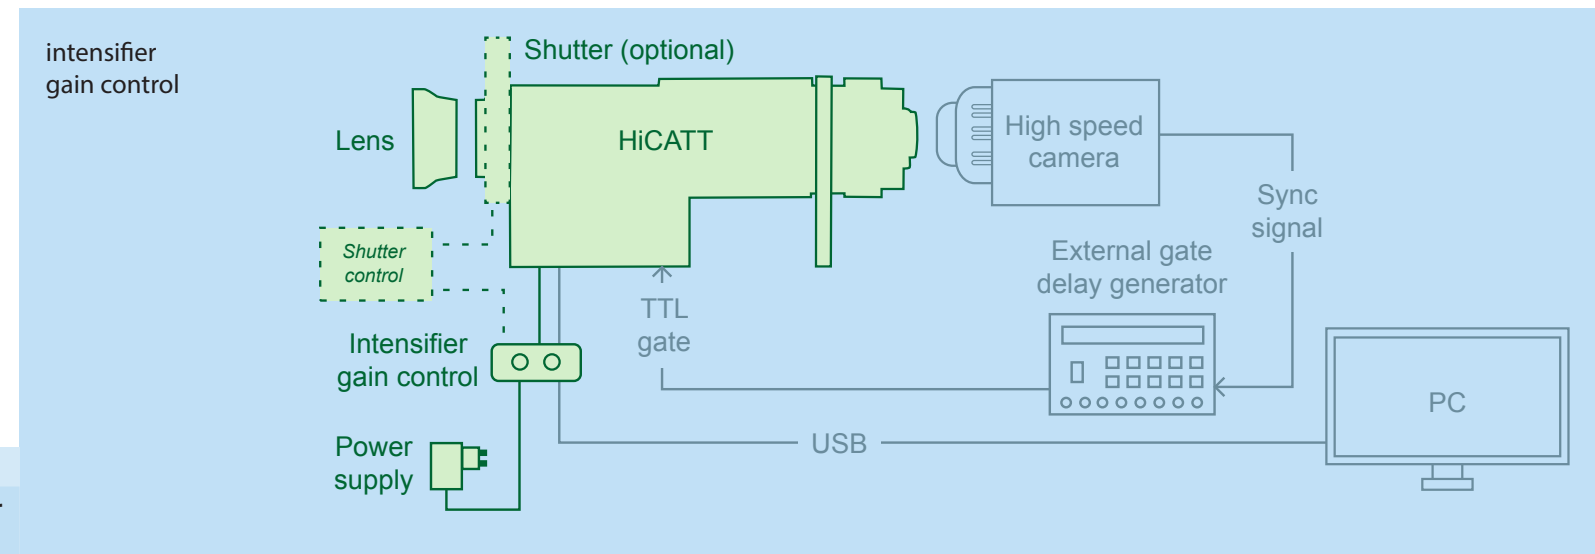 intensifier
gain control
Shutter (optional)
Lens
HiCATT
High speed
camera
Sync
signal
Shutter
control
External gate
delay generator
TTL
gate
Intensifier
gain control
PC
USB
Power
supply
.